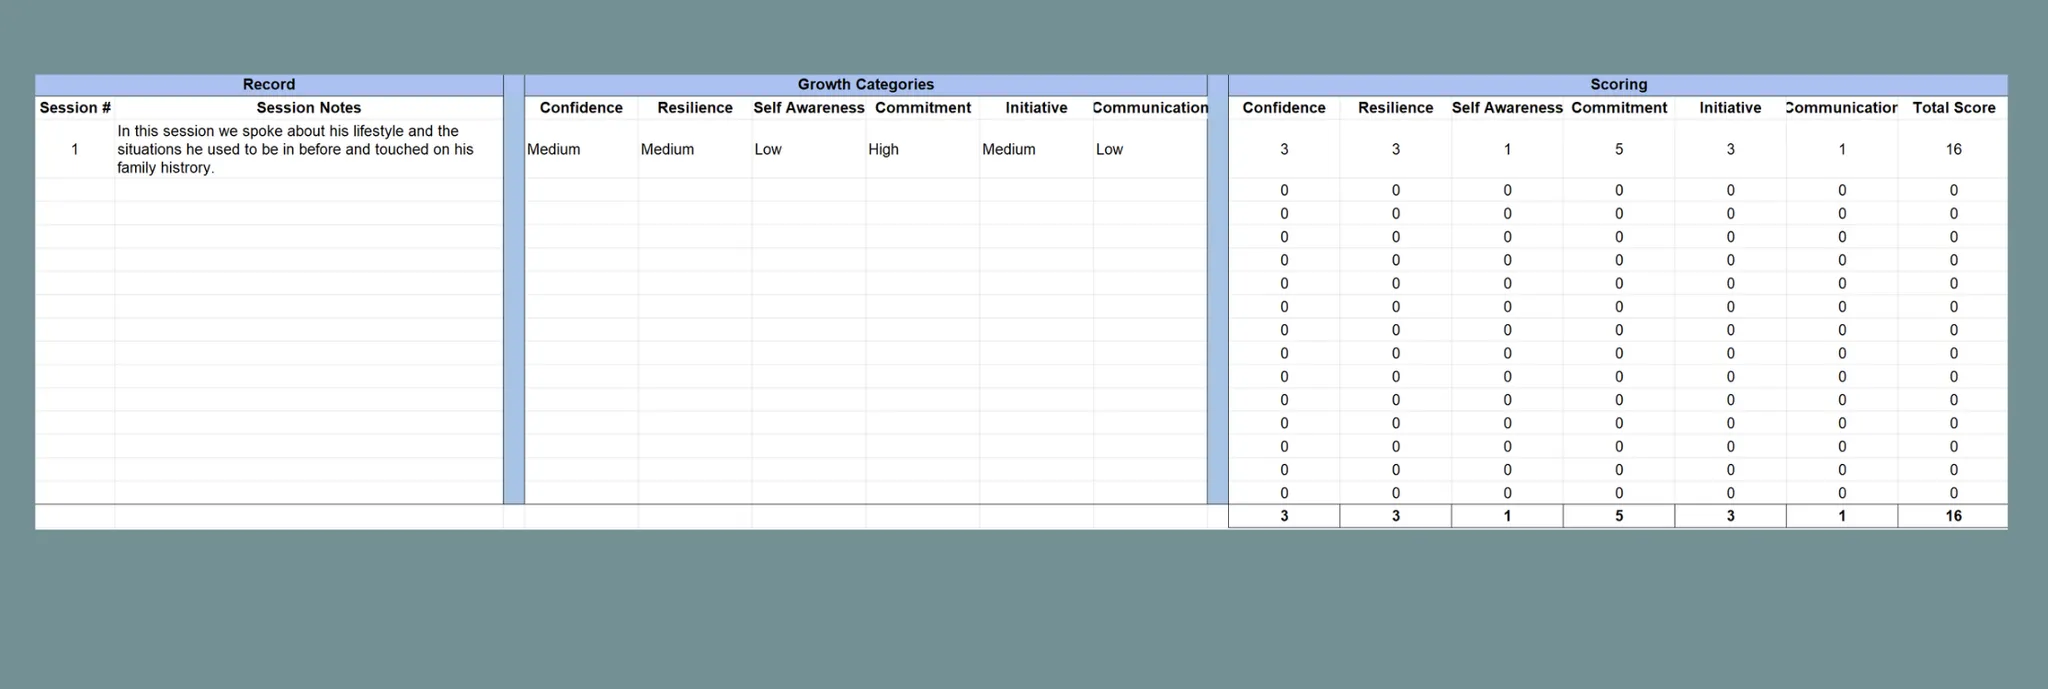 Record Growth Categories Scoring
Session # Session Notes Confidence Resilience Self Awareness Commitment Initiative Communication Confidence Resilience Self Awareness Commitment Initiative Communication Total Score
In this session we spoke about his lifestyle and the
1 situations he used to be in before and touched on his Medium Medium Low High Medium Low 3 3 1 5 3 1 16
family histrory.
0 0 0 0 0 0 0
0 0 0 0 0 0 0
0 0 0 0 0 0 0
0 0 0 0 0 0 0
0 0 0 0 0 0 0
0 0 0 0 0 0 0
0 0 0 0 0 0 0
0 0 0 0 0 0 0
0 0 0 0 0 0 0
0 0 0 0 0 0 0
0 0 0 0 0 0 0
0 0 0 0 0 0 0
0 0 0 0 0 0 0
0 0 0 0 0 0 0
3 3 1 5 3 1 16